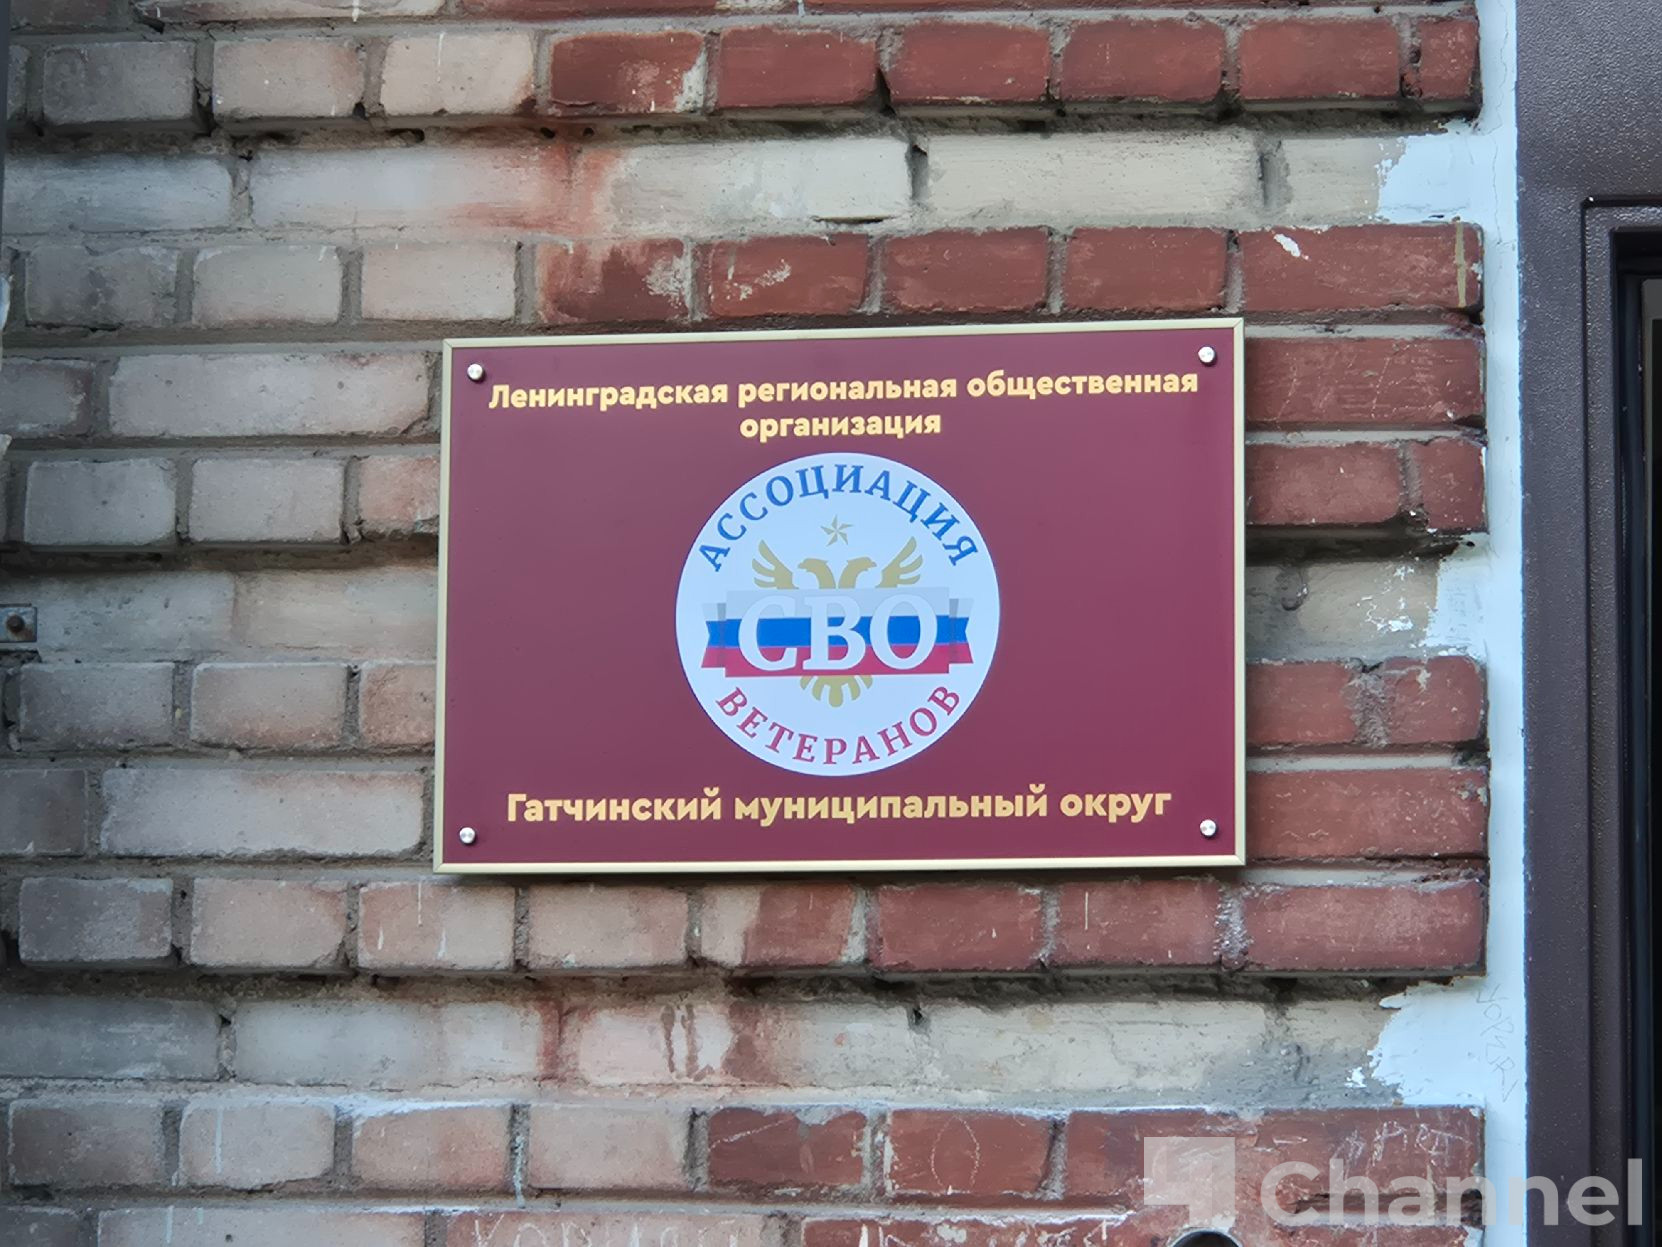 Ленинградская региональная общественная
организация
АССОЦИАЦИЯ
СВО
ВЕТЕРАНОВ
Гатчинский муниципальный округ
Channel